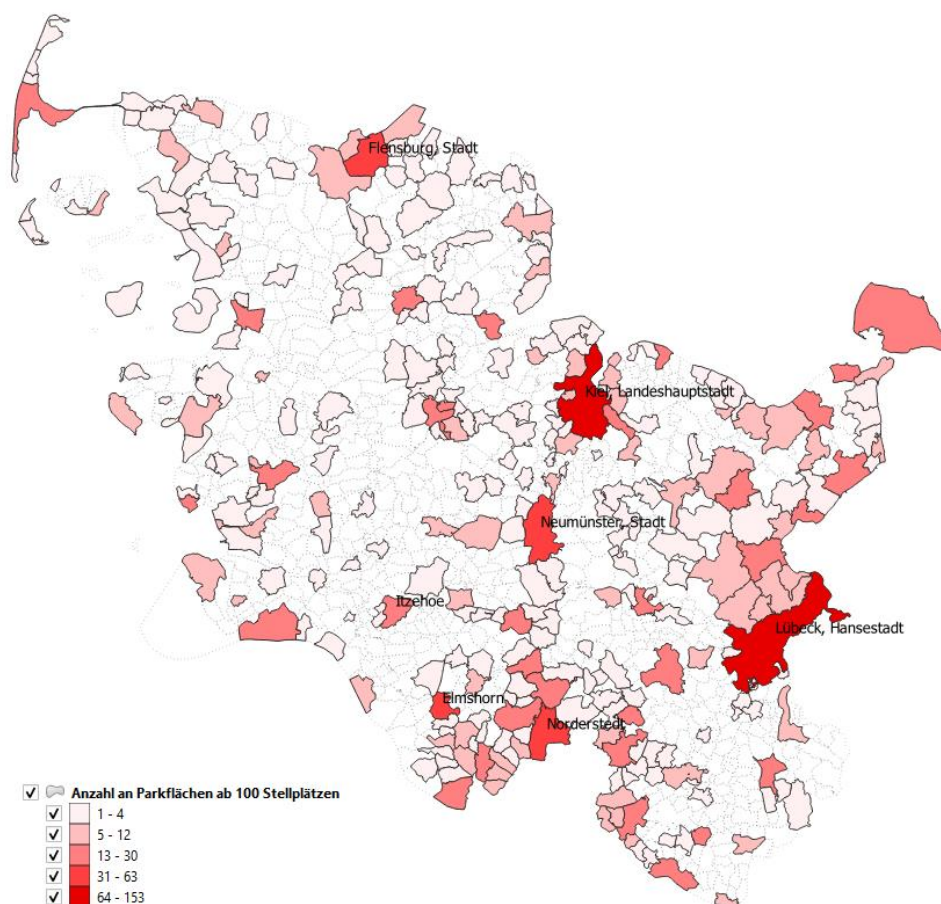 Flensburg, Stadt
Kiel, Landeshauptstadt
Neumünster, Stadt
Itzehoe
Lübeck, Hansestadt
Elmshorn
Norderstedt
Anzahl an Parkflächen ab 100 Stellplätzen
1 - 4
5 - 12
13 - 30
31 - 63
64 - 153